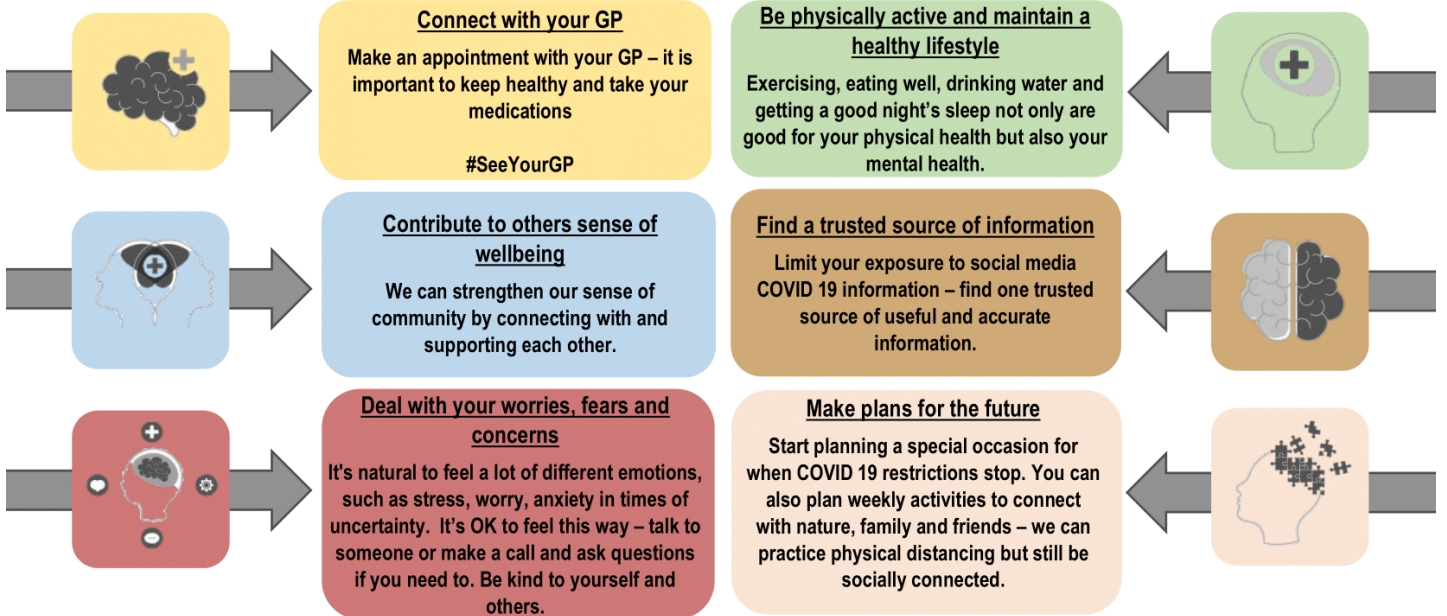 Connect with your GP
Make an appointment with your GP – it is
important to keep healthy and take your
medications
#SeeYourGP
Be physically active and maintain a
healthy lifestyle
Exercising, eating well, drinking water and
getting a good night’s sleep not only are
good for your physical health but also your
mental health.
Contribute to others sense of
wellbeing
We can strengthen our sense of
community by connecting with and
supporting each other.
Find a trusted source of information
Limit your exposure to social media
COVID 19 information – find one trusted
source of useful and accurate
information.
Deal with your worries, fears and
concerns
It's natural to feel a lot of different emotions,
such as stress, worry, anxiety in times of
uncertainty.  It’s OK to feel this way – talk to
someone or make a call and ask questions
if you need to. Be kind to yourself and
others.
Make plans for the future
Start planning a special occasion for
when COVID 19 restrictions stop. You can
also plan weekly activities to connect
with nature, family and friends – we can
practice physical distancing but still be
socially connected.